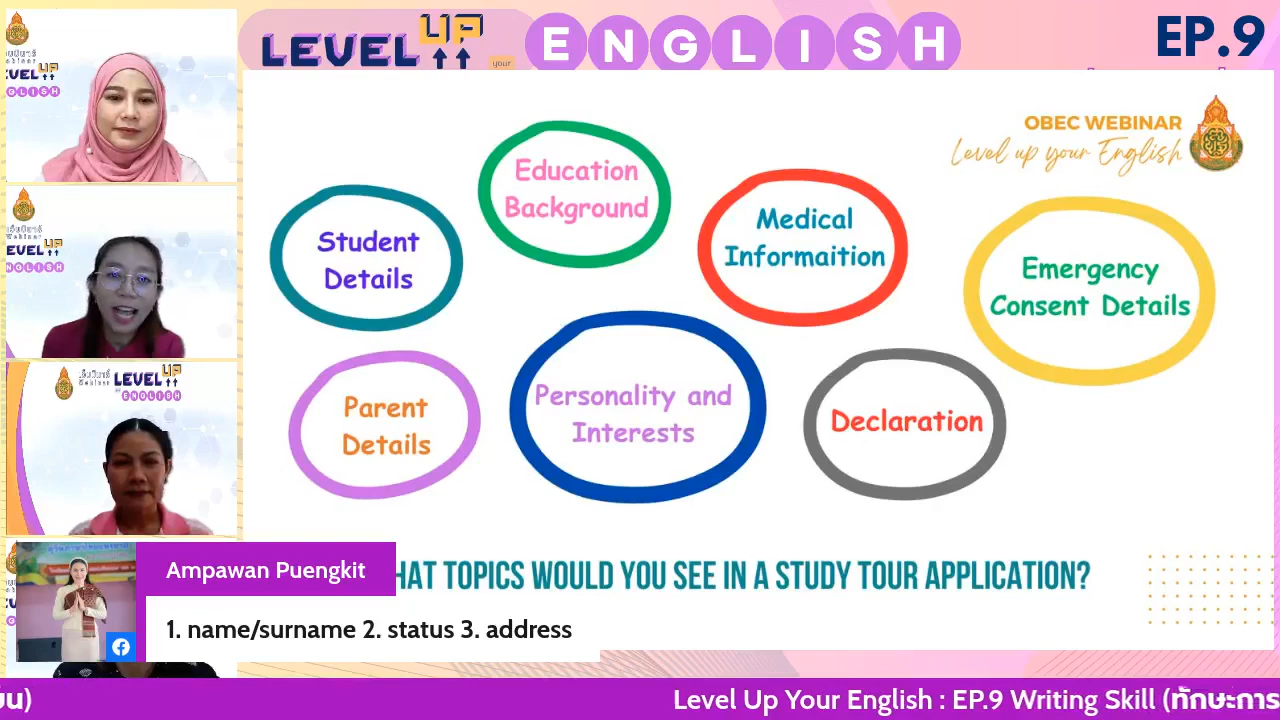 LEVEL UP your ENGLISH
EP.9
OBEC WEBINAR
Level up your English
Education
Background
Student
Details
Medical
Informaition
Emergency
Consent Details
Parent
Details
Personality and
Interests
Declaration
HAT TOPICS WOULD YOU SEE IN A STUDY TOUR APPLICATION?
Ampawan Puengkit
1. name/surname 2. status 3. address
Level Up Your English : EP.9 Writing Skill (ทักษะการ